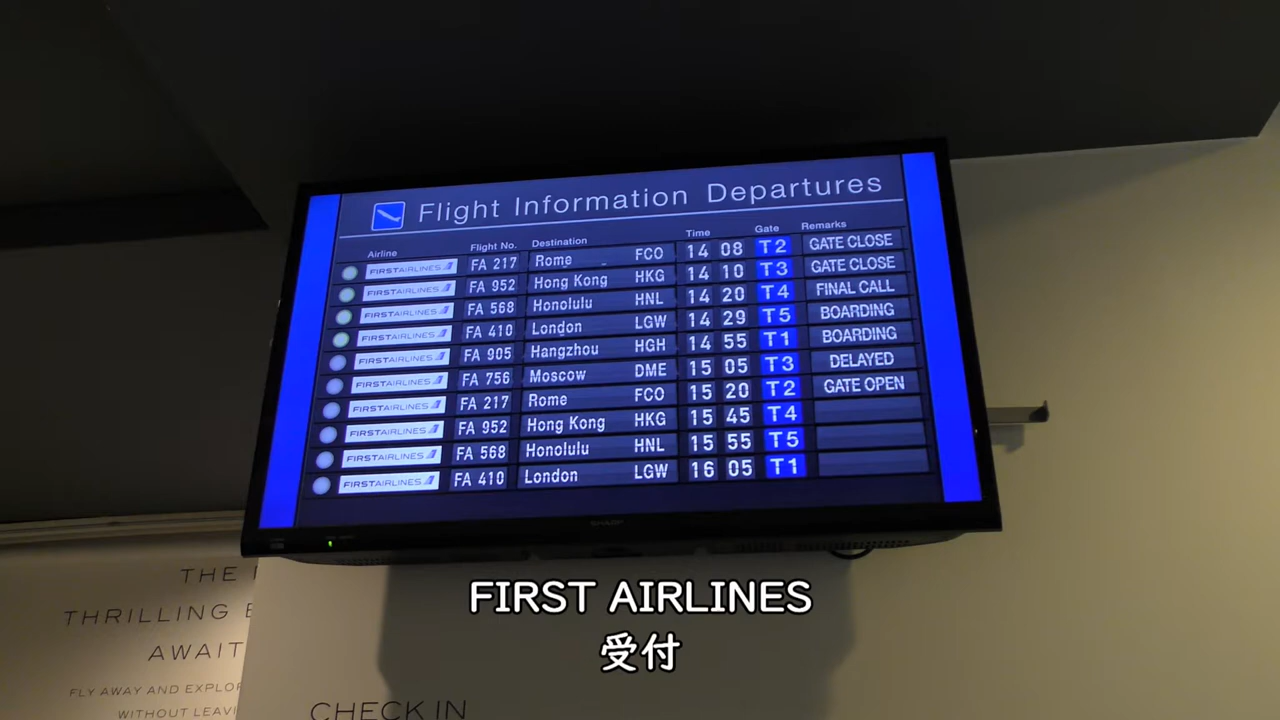 Flight Information Departures
Airline Flight No. Destination Time Gate Remarks
FIRSTAIRLINES FA 217 Rome FCO 14 08 T2 GATE CLOSE
FIRSTAIRLINES FA 952 Hong Kong HKG 14 10 T3 GATE CLOSE
FIRSTAIRLINES FA 568 Honolulu HNL 14 20 T4 FINAL CALL
FIRSTAIRLINES FA 410 London LGW 14 29 T5 BOARDING
FIRSTAIRLINES FA 905 Hangzhou HGH 14 55 T1 BOARDING
FIRSTAIRLINES FA 756 Moscow DME 15 05 T3 DELAYED
FIRSTAIRLINES FA 217 Rome FCO 15 20 T2 GATE OPEN
FIRSTAIRLINES FA 952 Hong Kong HKG 15 45 T4
FIRSTAIRLINES FA 568 Honolulu HNL 15 55 T5
FIRSTAIRLINES FA 410 London LGW 16 05 T1
SHARP
THE
THRILLING
AWAIT
FLY AWAY AND EXPLOR
WITHOUT LEAVI
CHECK IN
FIRST AIRLINES
受付